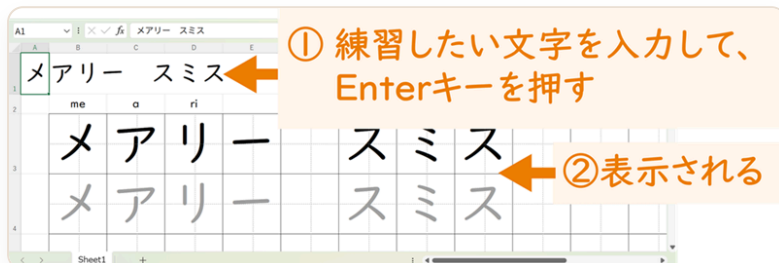 A1
fx メアリー　スミス
A B C D E
1 メアリー　スミス
① 練習したい文字を入力して、
Enterキーを押す
2 me a ri
3 メアリー　スミス
②表示される
4 メアリー　スミス
Sheet1 +